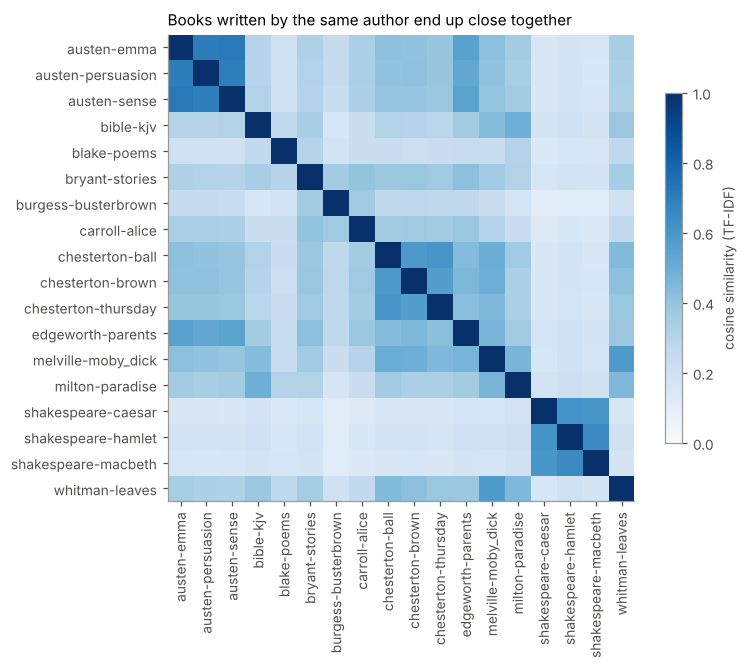 Books written by the same author end up close together
austen-emma
austen-persuasion
austen-sense
bible-kjv
blake-poems
bryant-stories
burgess-busterbrown
carroll-alice
chesterton-ball
chesterton-brown
chesterton-thursday
edgeworth-parents
melville-moby_dick
milton-paradise
shakespeare-caesar
shakespeare-hamlet
shakespeare-macbeth
whitman-leaves
austen-emma
austen-persuasion
austen-sense
bible-kjv
blake-poems
bryant-stories
burgess-busterbrown
carroll-alice
chesterton-ball
chesterton-brown
chesterton-thursday
edgeworth-parents
melville-moby_dick
milton-paradise
shakespeare-caesar
shakespeare-hamlet
shakespeare-macbeth
whitman-leaves
1.0
0.8
0.6
0.4
0.2
0.0
cosine similarity (TF-IDF)